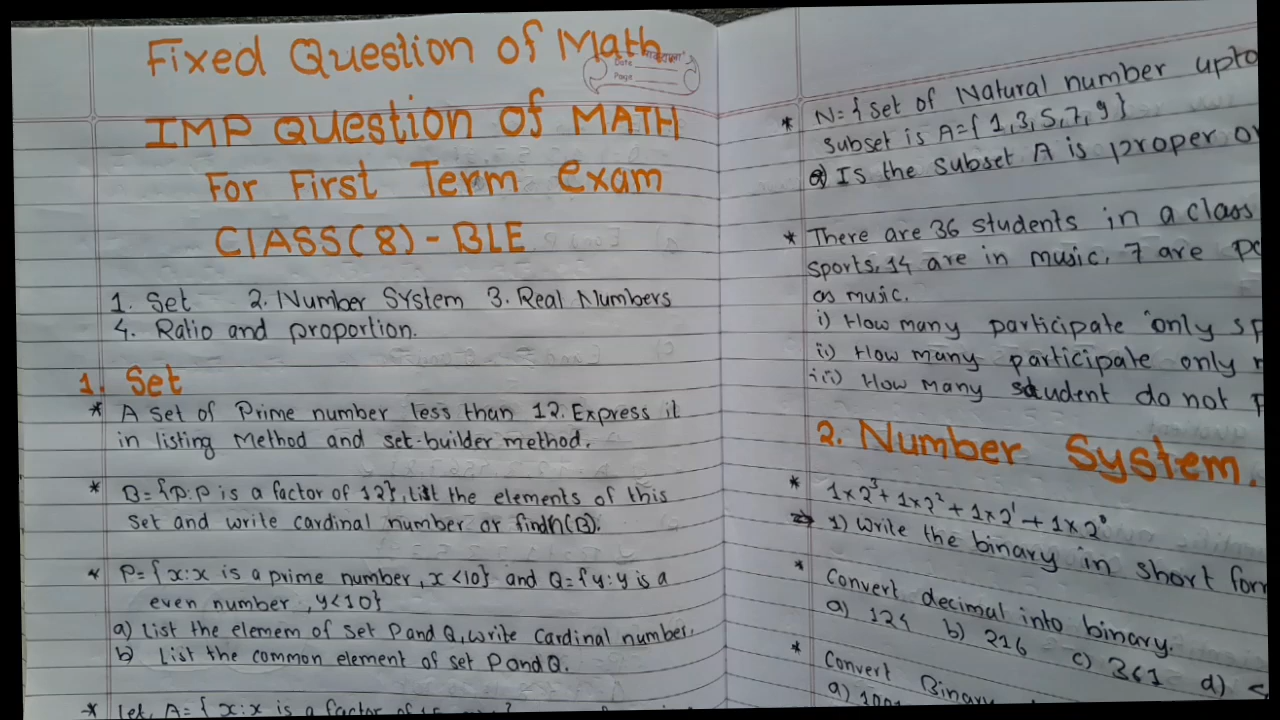 Fixed Question of Math
Date
Page
IMP Question of MATH
For First Term Exam
ClASS(8) - BLE
1. Set 2. Number System 3. Real Numbers
4. Ratio and proportion.
1. Set
* A set of Prime number less than 12. Express it
in listing Method and set-builder method.
* B={P:P is a factor of 12}, list the elements of this
set and write cardinal number or find n(B).
* P={x:x is a prime number, x<10} and Q={y:y is a
even number, y<10}
a) List the elemem of set P and Q, write cardinal number.
b) List the common element of set P and Q.
* let, A={x:x is a factor of 15
* N={set of Natural number upto
subset is A={1,3,5,7,9}
a) Is the subset A is proper or
* There are 36 students in a class
sports, 14 are in music, 7 are
as music.
i) How many participate only sp
ii) How many participate only
iii) How many student do not
2. Number System.
* 1×2³+1×2²+1×2¹+1×2⁰
1) Write the binary in short form
* Convert decimal into binary.
a) 124 b) 216 c) 361 d)
* Convert Binary
a)